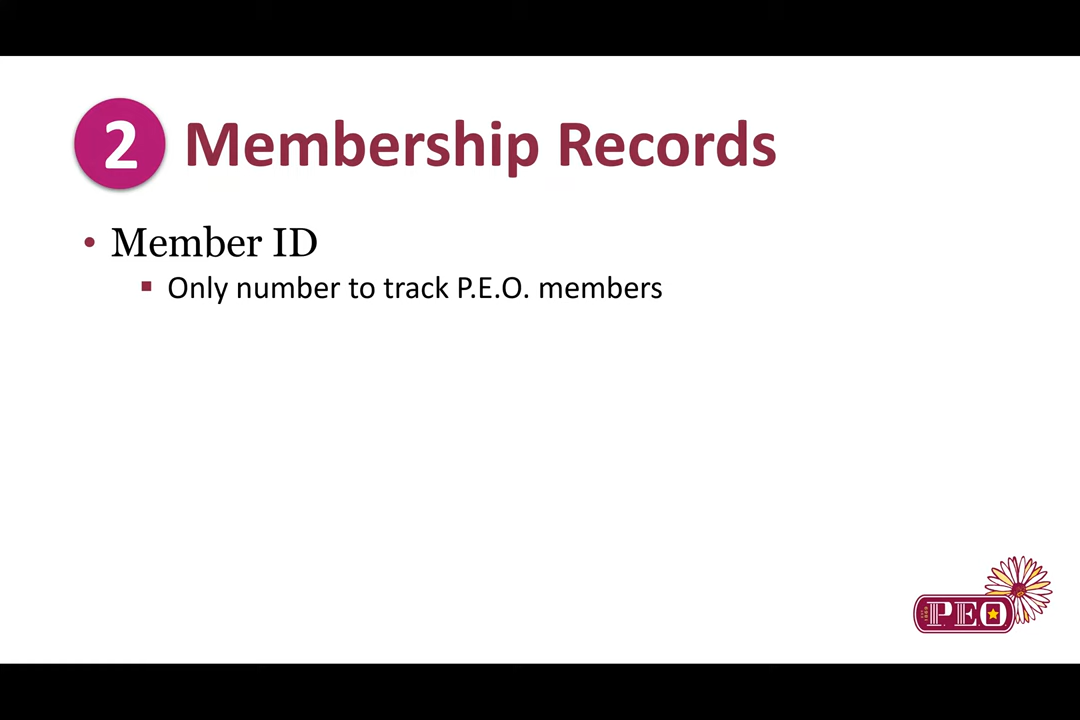 2 Membership Records
• Member ID
▪ Only number to track P.E.O. members
PEO